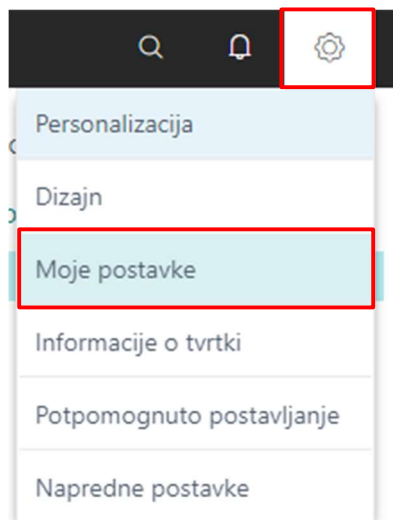 Personalizacija
Dizajn
Moje postavke
Informacije o tvrtki
Potpomognuto postavljanje
Napredne postavke